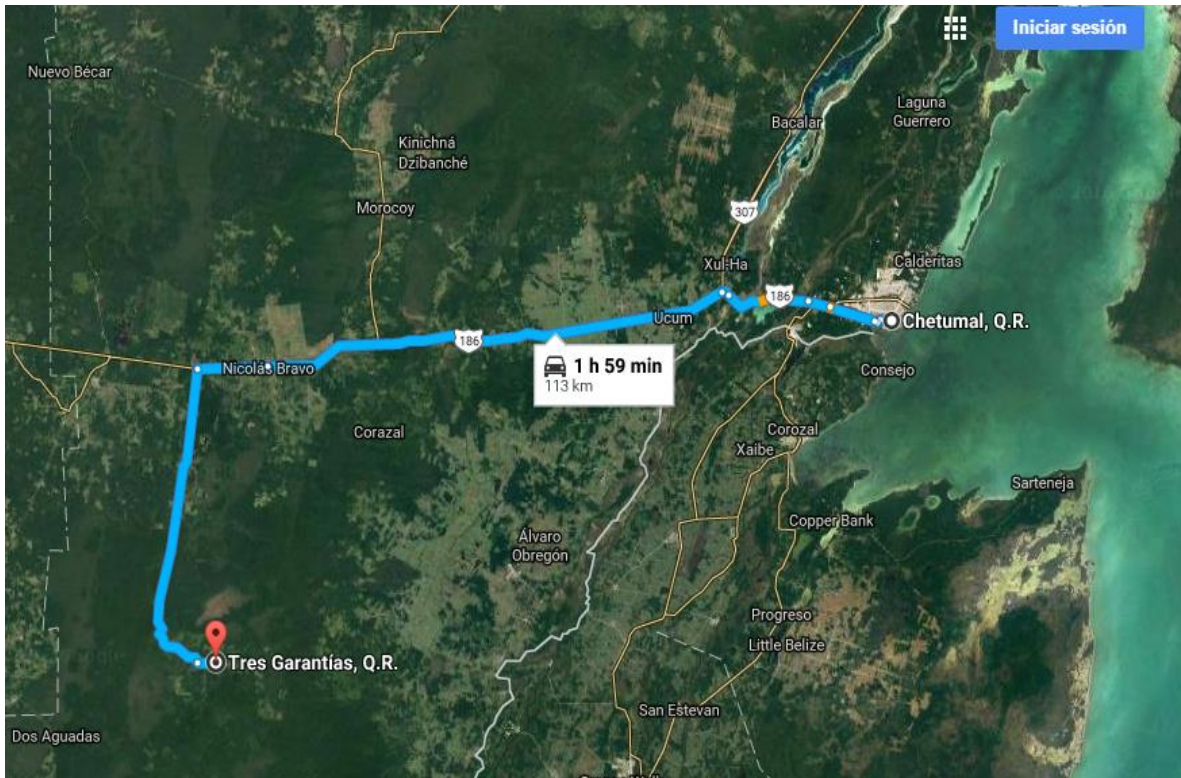 Iniciar sesión
Nuevo Bécar
Laguna
Guerrero
Bacalar
Kinichná
Dzibanché
Morocoy
307
Xul-Ha
Calderitas
186
Ucum
Chetumal, Q.R.
186
Nicolás Bravo
1 h 59 min
113 km
Consejo
Corazal
Corozal
Xaibe
Sarteneja
Copper Bank
Álvaro
Obregón
Progreso
Little Belize
Tres Garantías, Q.R.
San Estevan
Dos Aguadas